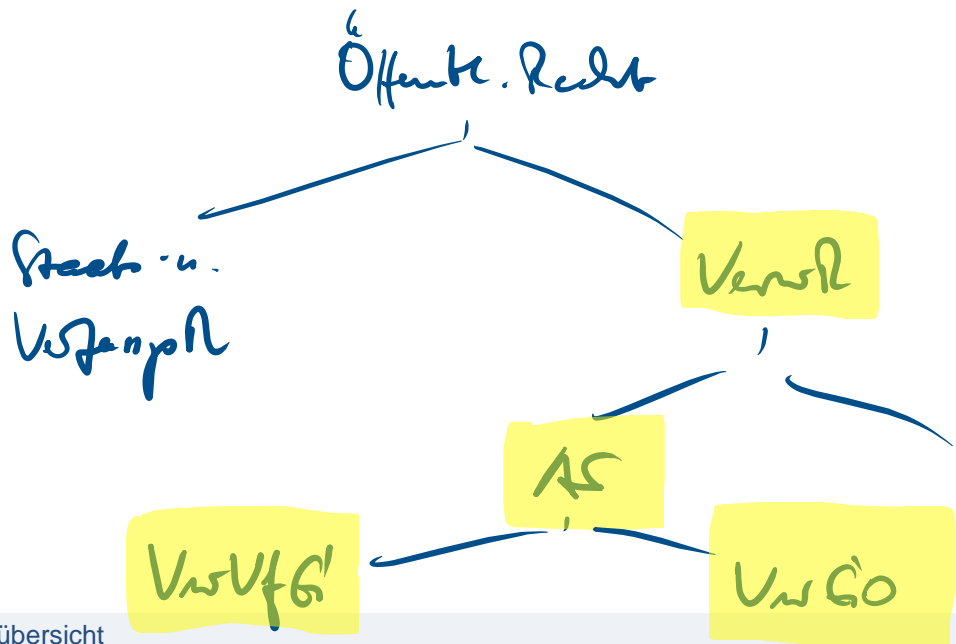 Öffentl. Recht
Staats- u.
VerfassungsR
VerwR
AS
VwVfG
VwGO
übersicht